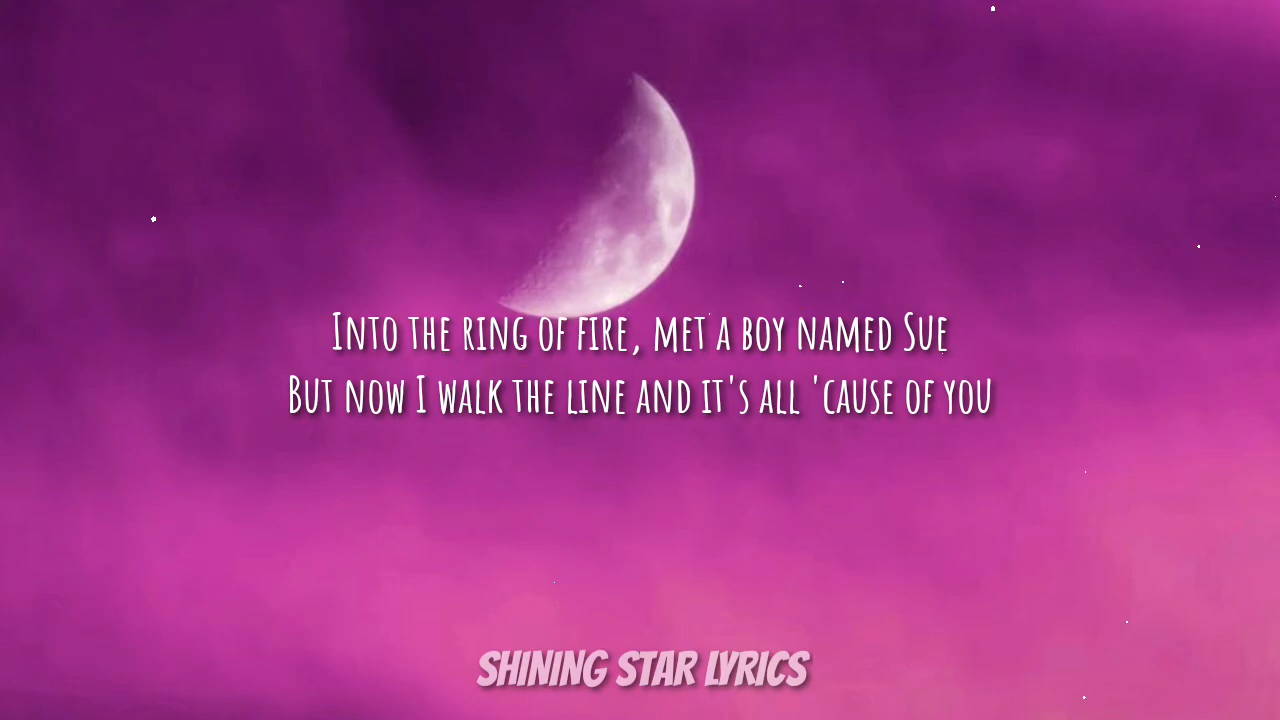 Into the ring of fire, met a boy named Sue
But now I walk the line and it's all 'cause of you
SHINING STAR LYRICS